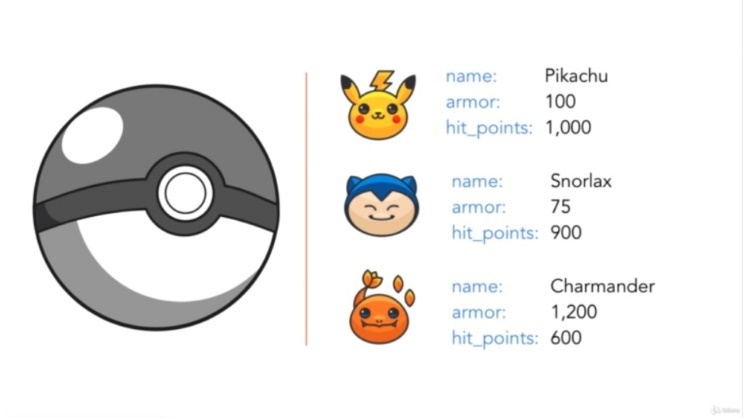 name: Pikachu
armor: 100
hit_points: 1,000
name: Snorlax
armor: 75
hit_points: 900
name: Charmander
armor: 1,200
hit_points: 600